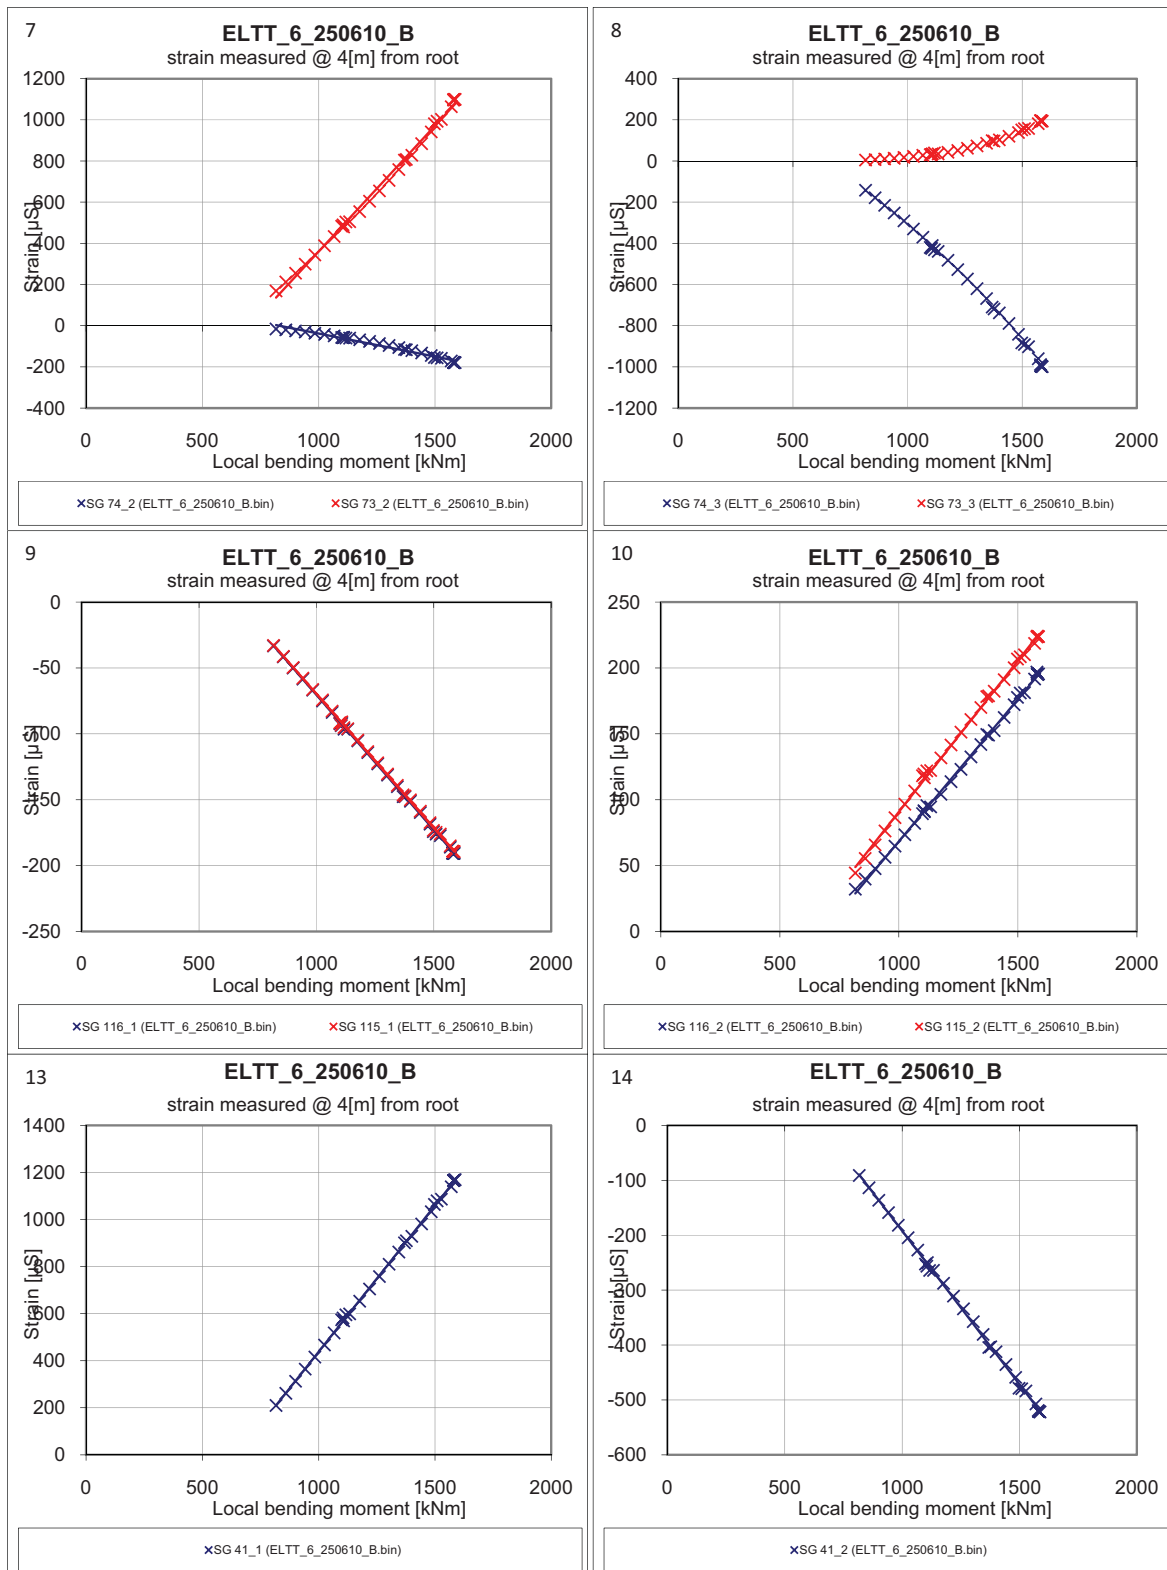 7
ELTT_6_250610_B
strain measured @ 4[m] from root
1200
1000
800
600
400
200
0
-200
-400
Strain [µS]
0 500 1000 1500 2000
Local bending moment [kNm]
×SG 74_2 (ELTT_6_250610_B.bin) ×SG 73_2 (ELTT_6_250610_B.bin)
8
ELTT_6_250610_B
strain measured @ 4[m] from root
400
200
0
-200
-400
-600
-800
-1000
-1200
Strain [µS]
0 500 1000 1500 2000
Local bending moment [kNm]
×SG 74_3 (ELTT_6_250610_B.bin) ×SG 73_3 (ELTT_6_250610_B.bin)
9
ELTT_6_250610_B
strain measured @ 4[m] from root
0
-50
-100
-150
-200
-250
Strain [µS]
0 500 1000 1500 2000
Local bending moment [kNm]
×SG 116_1 (ELTT_6_250610_B.bin) ×SG 115_1 (ELTT_6_250610_B.bin)
10
ELTT_6_250610_B
strain measured @ 4[m] from root
250
200
150
100
50
0
Strain [µS]
0 500 1000 1500 2000
Local bending moment [kNm]
×SG 116_2 (ELTT_6_250610_B.bin) ×SG 115_2 (ELTT_6_250610_B.bin)
13
ELTT_6_250610_B
strain measured @ 4[m] from root
1400
1200
1000
800
600
400
200
0
Strain [µS]
0 500 1000 1500 2000
Local bending moment [kNm]
×SG 41_1 (ELTT_6_250610_B.bin)
14
ELTT_6_250610_B
strain measured @ 4[m] from root
0
-100
-200
-300
-400
-500
-600
Strain [µS]
0 500 1000 1500 2000
Local bending moment [kNm]
×SG 41_2 (ELTT_6_250610_B.bin)